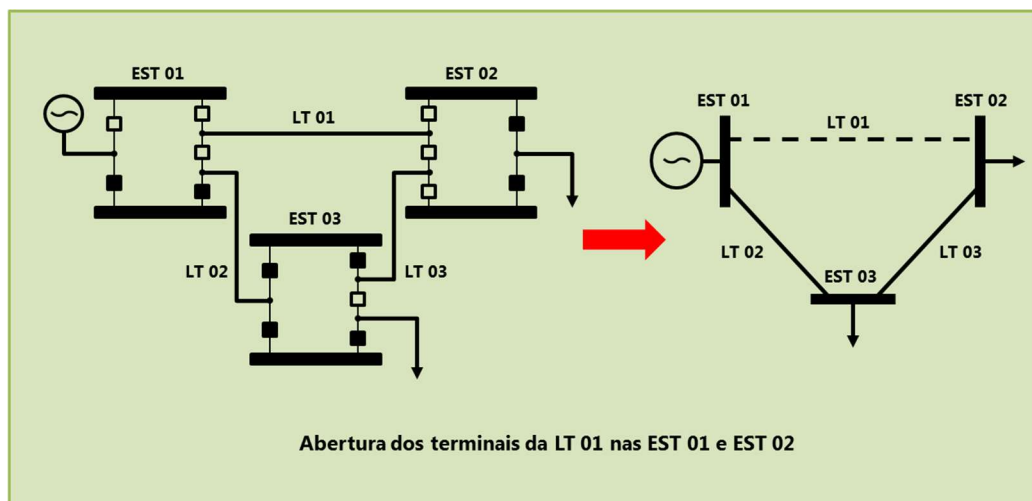 EST 01
EST 02
LT 01
EST 03
LT 02
LT 03
EST 01
EST 02
LT 01
LT 02
LT 03
EST 03
Abertura dos terminais da LT 01 nas EST 01 e EST 02